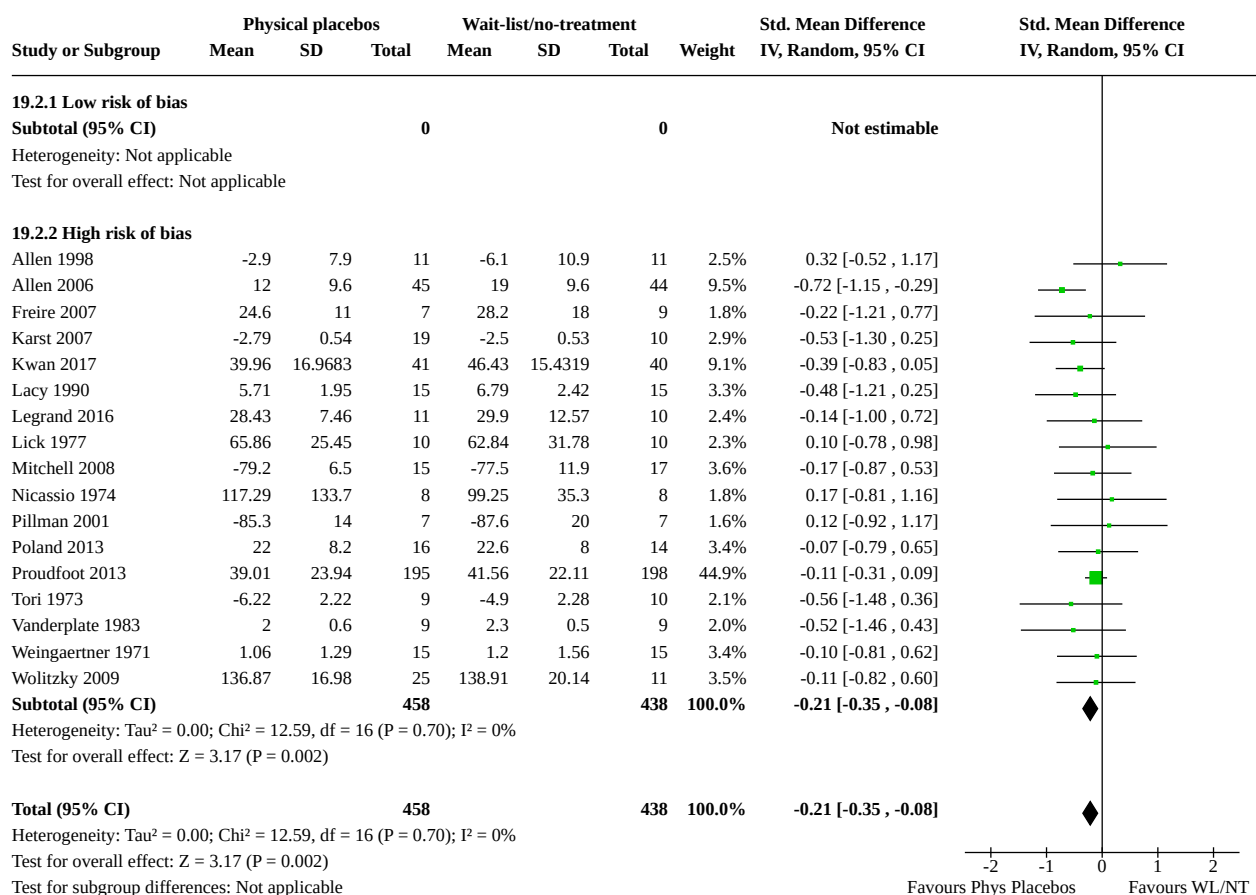 Physical placebos Wait-list/no-treatment Std. Mean Difference Std. Mean Difference
Study or Subgroup Mean SD Total Mean SD Total Weight IV, Random, 95% CI IV, Random, 95% CI
19.2.1 Low risk of bias
Subtotal (95% CI) 0 0 Not estimable
Heterogeneity: Not applicable
Test for overall effect: Not applicable
19.2.2 High risk of bias
Allen 1998 -2.9 7.9 11 -6.1 10.9 11 2.5% 0.32 [-0.52 , 1.17]
Allen 2006 12 9.6 45 19 9.6 44 9.5% -0.72 [-1.15 , -0.29]
Freire 2007 24.6 11 7 28.2 18 9 1.8% -0.22 [-1.21 , 0.77]
Karst 2007 -2.79 0.54 19 -2.5 0.53 10 2.9% -0.53 [-1.30 , 0.25]
Kwan 2017 39.96 16.9683 41 46.43 15.4319 40 9.1% -0.39 [-0.83 , 0.05]
Lacy 1990 5.71 1.95 15 6.79 2.42 15 3.3% -0.48 [-1.21 , 0.25]
Legrand 2016 28.43 7.46 11 29.9 12.57 10 2.4% -0.14 [-1.00 , 0.72]
Lick 1977 65.86 25.45 10 62.84 31.78 10 2.3% 0.10 [-0.78 , 0.98]
Mitchell 2008 -79.2 6.5 15 -77.5 11.9 17 3.6% -0.17 [-0.87 , 0.53]
Nicassio 1974 117.29 133.7 8 99.25 35.3 8 1.8% 0.17 [-0.81 , 1.16]
Pillman 2001 -85.3 14 7 -87.6 20 7 1.6% 0.12 [-0.92 , 1.17]
Poland 2013 22 8.2 16 22.6 8 14 3.4% -0.07 [-0.79 , 0.65]
Proudfoot 2013 39.01 23.94 195 41.56 22.11 198 44.9% -0.11 [-0.31 , 0.09]
Tori 1973 -6.22 2.22 9 -4.9 2.28 10 2.1% -0.56 [-1.48 , 0.36]
Vanderplate 1983 2 0.6 9 2.3 0.5 9 2.0% -0.52 [-1.46 , 0.43]
Weingaertner 1971 1.06 1.29 15 1.2 1.56 15 3.4% -0.10 [-0.81 , 0.62]
Wolitzky 2009 136.87 16.98 25 138.91 20.14 11 3.5% -0.11 [-0.82 , 0.60]
Subtotal (95% CI) 458 438 100.0% -0.21 [-0.35 , -0.08]
Heterogeneity: Tau² = 0.00; Chi² = 12.59, df = 16 (P = 0.70); I² = 0%
Test for overall effect: Z = 3.17 (P = 0.002)
Total (95% CI) 458 438 100.0% -0.21 [-0.35 , -0.08]
Heterogeneity: Tau² = 0.00; Chi² = 12.59, df = 16 (P = 0.70); I² = 0%
Test for overall effect: Z = 3.17 (P = 0.002) -2 -1 0 1 2
Test for subgroup differences: Not applicable Favours Phys Placebos Favours WL/NT